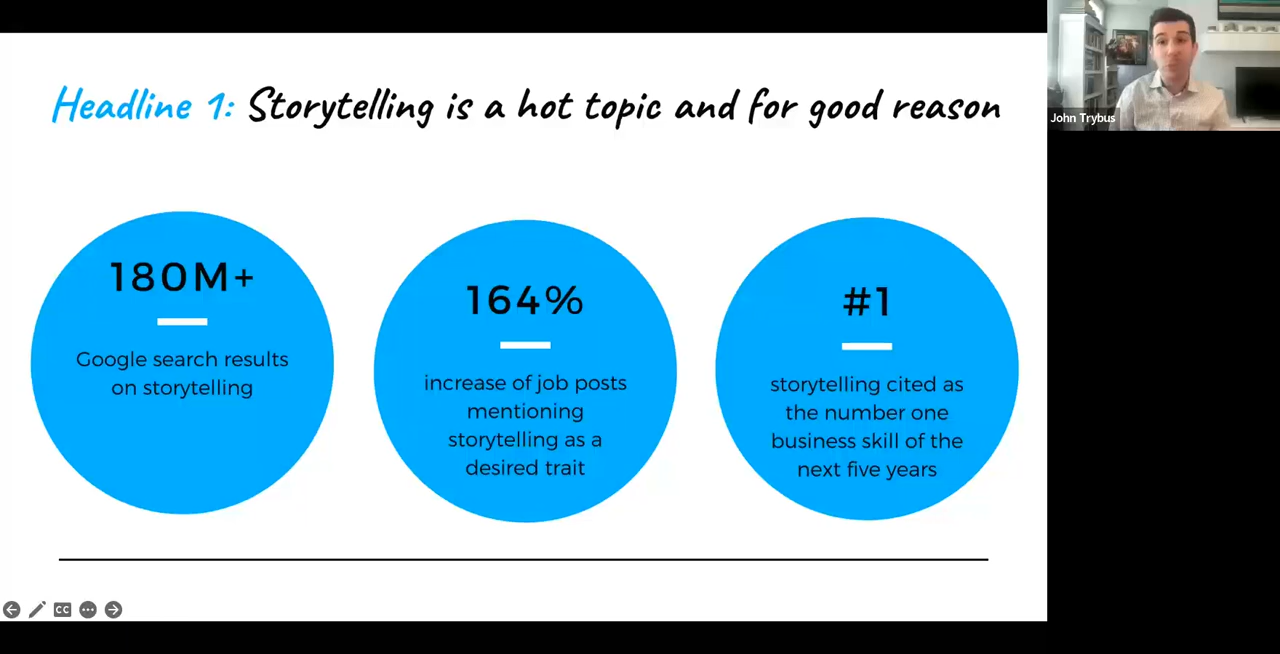 Headline 1: Storytelling is a hot topic and for good reason
180M+
Google search results
on storytelling
164%
increase of job posts
mentioning
storytelling as a
desired trait
#1
storytelling cited as
the number one
business skill of the
next five years
John Trybus
CC